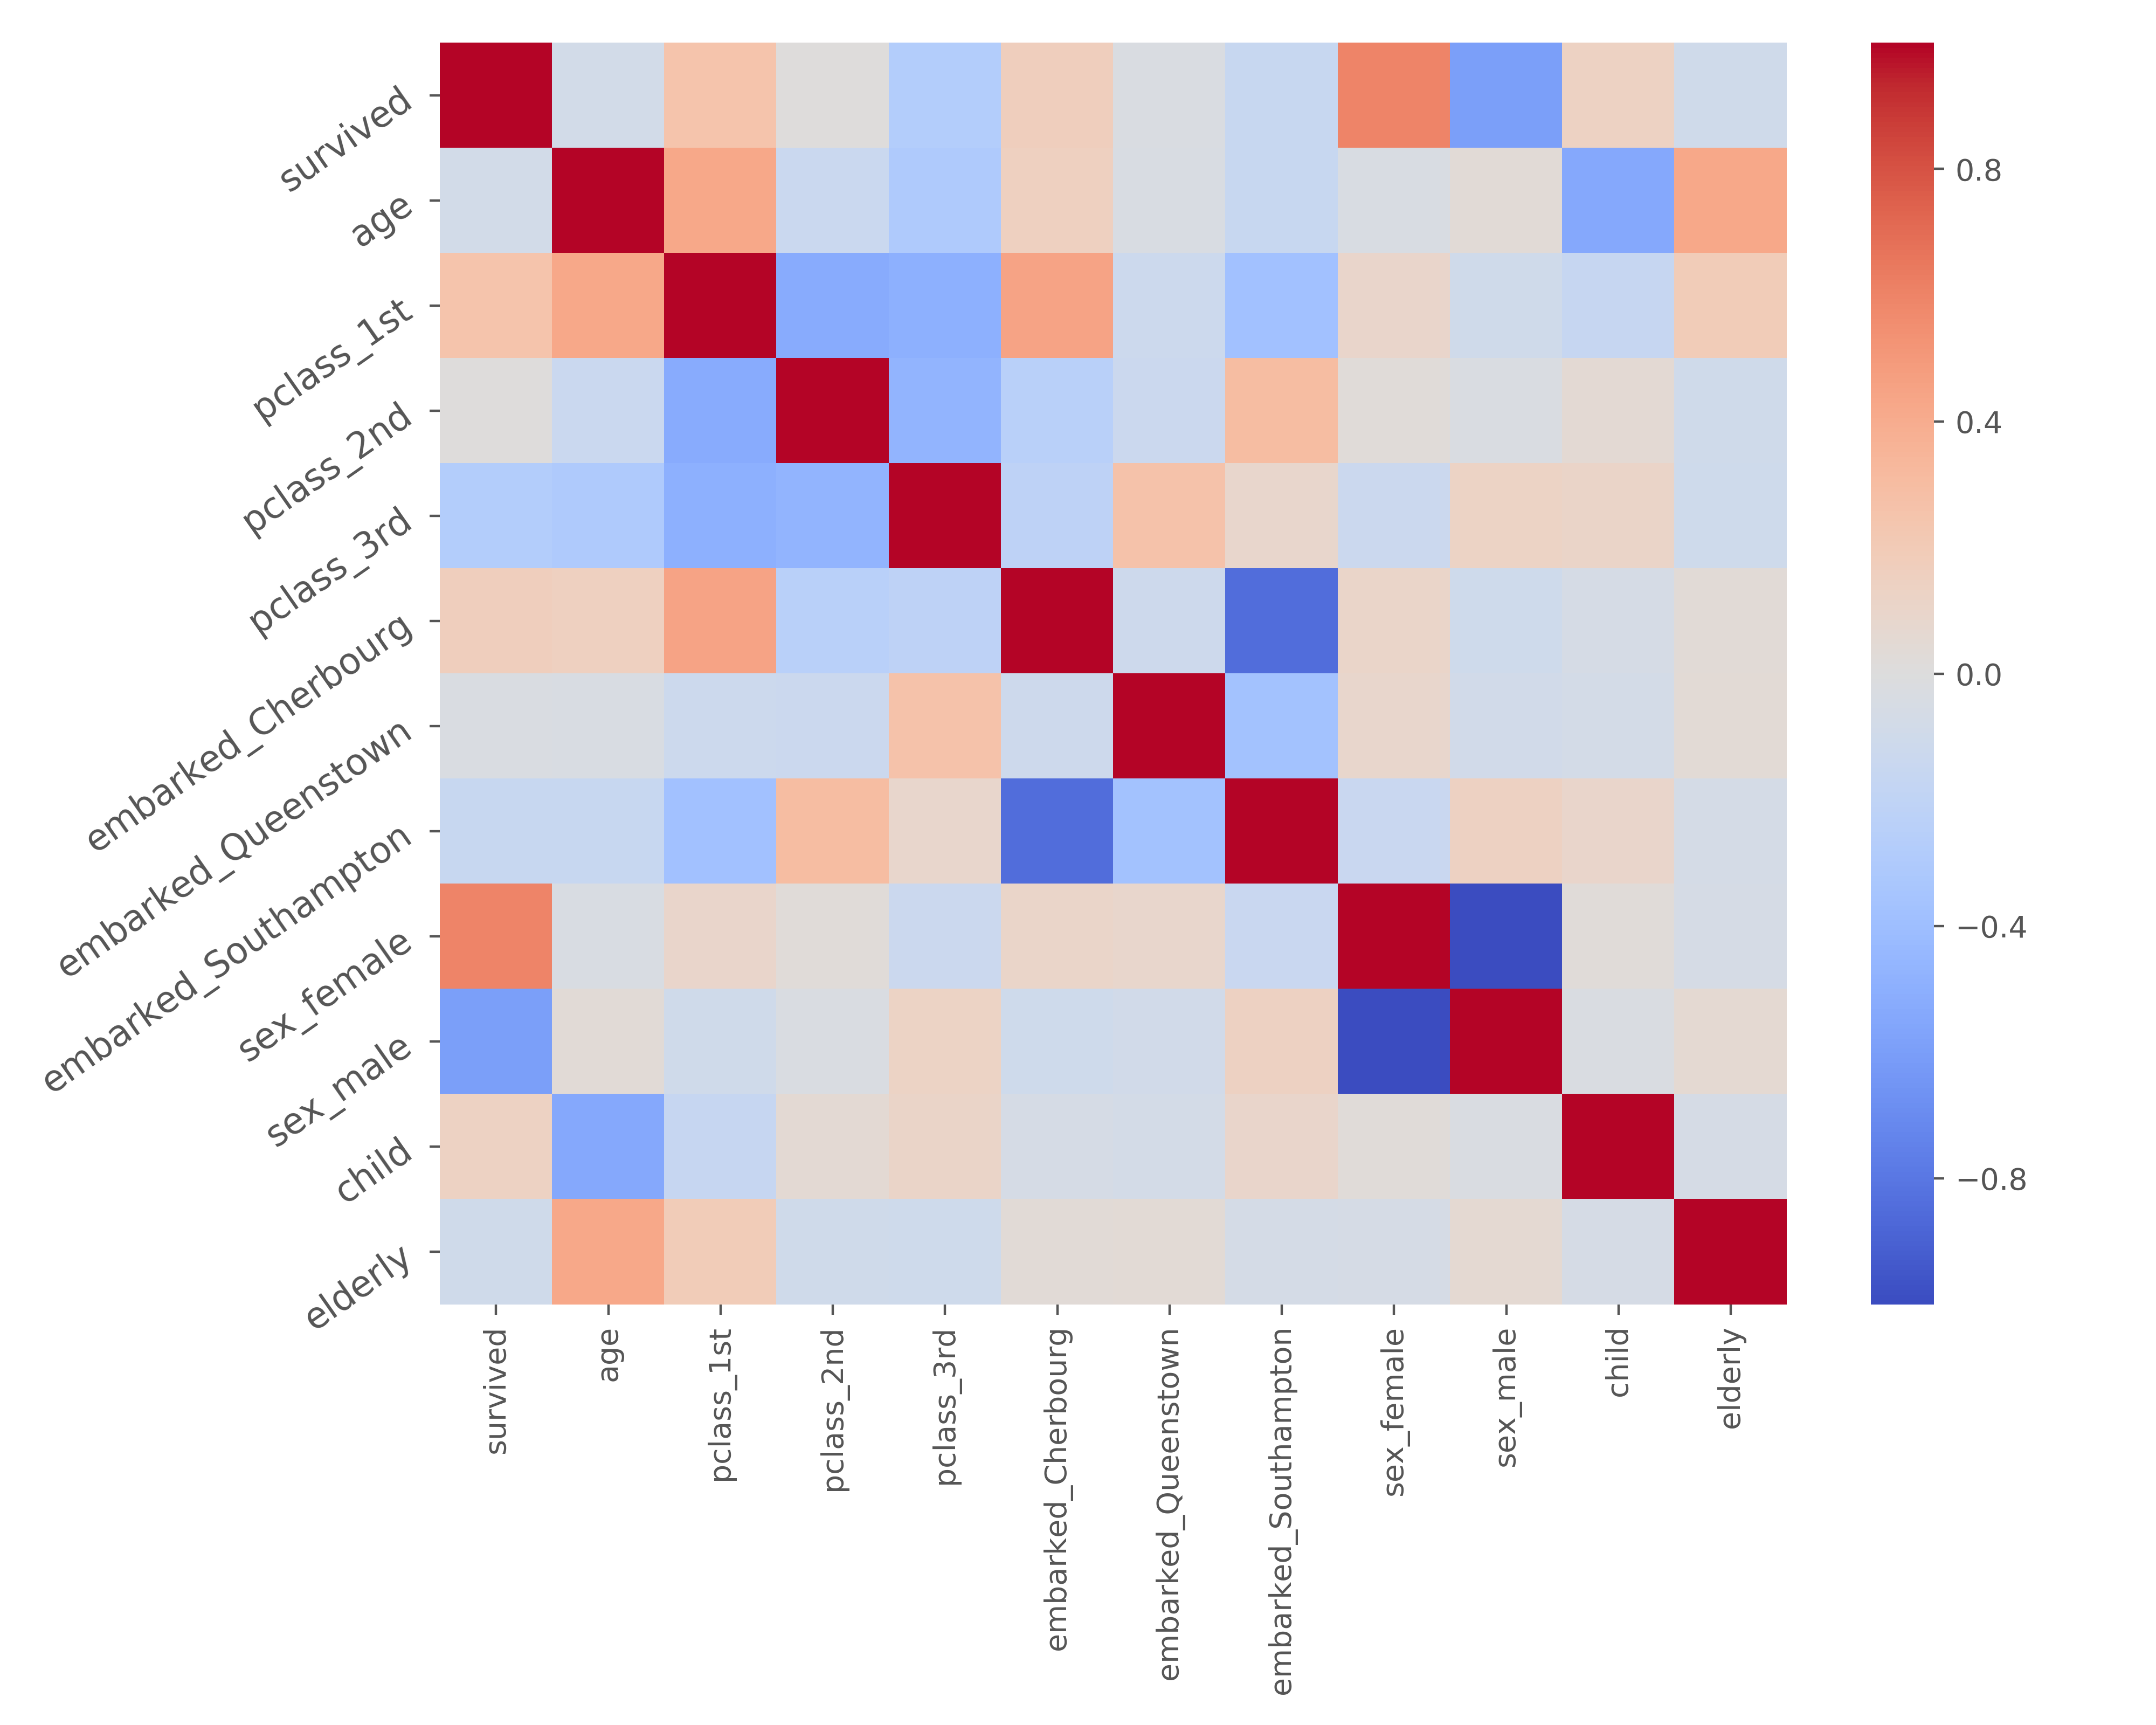 survived
age
pclass_1st
pclass_2nd
pclass_3rd
embarked_Cherbourg
embarked_Queenstown
embarked_Southampton
sex_female
sex_male
child
elderly
survived
age
pclass_1st
pclass_2nd
pclass_3rd
embarked_Cherbourg
embarked_Queenstown
embarked_Southampton
sex_female
sex_male
child
elderly
0.8
0.4
0.0
−0.4
−0.8